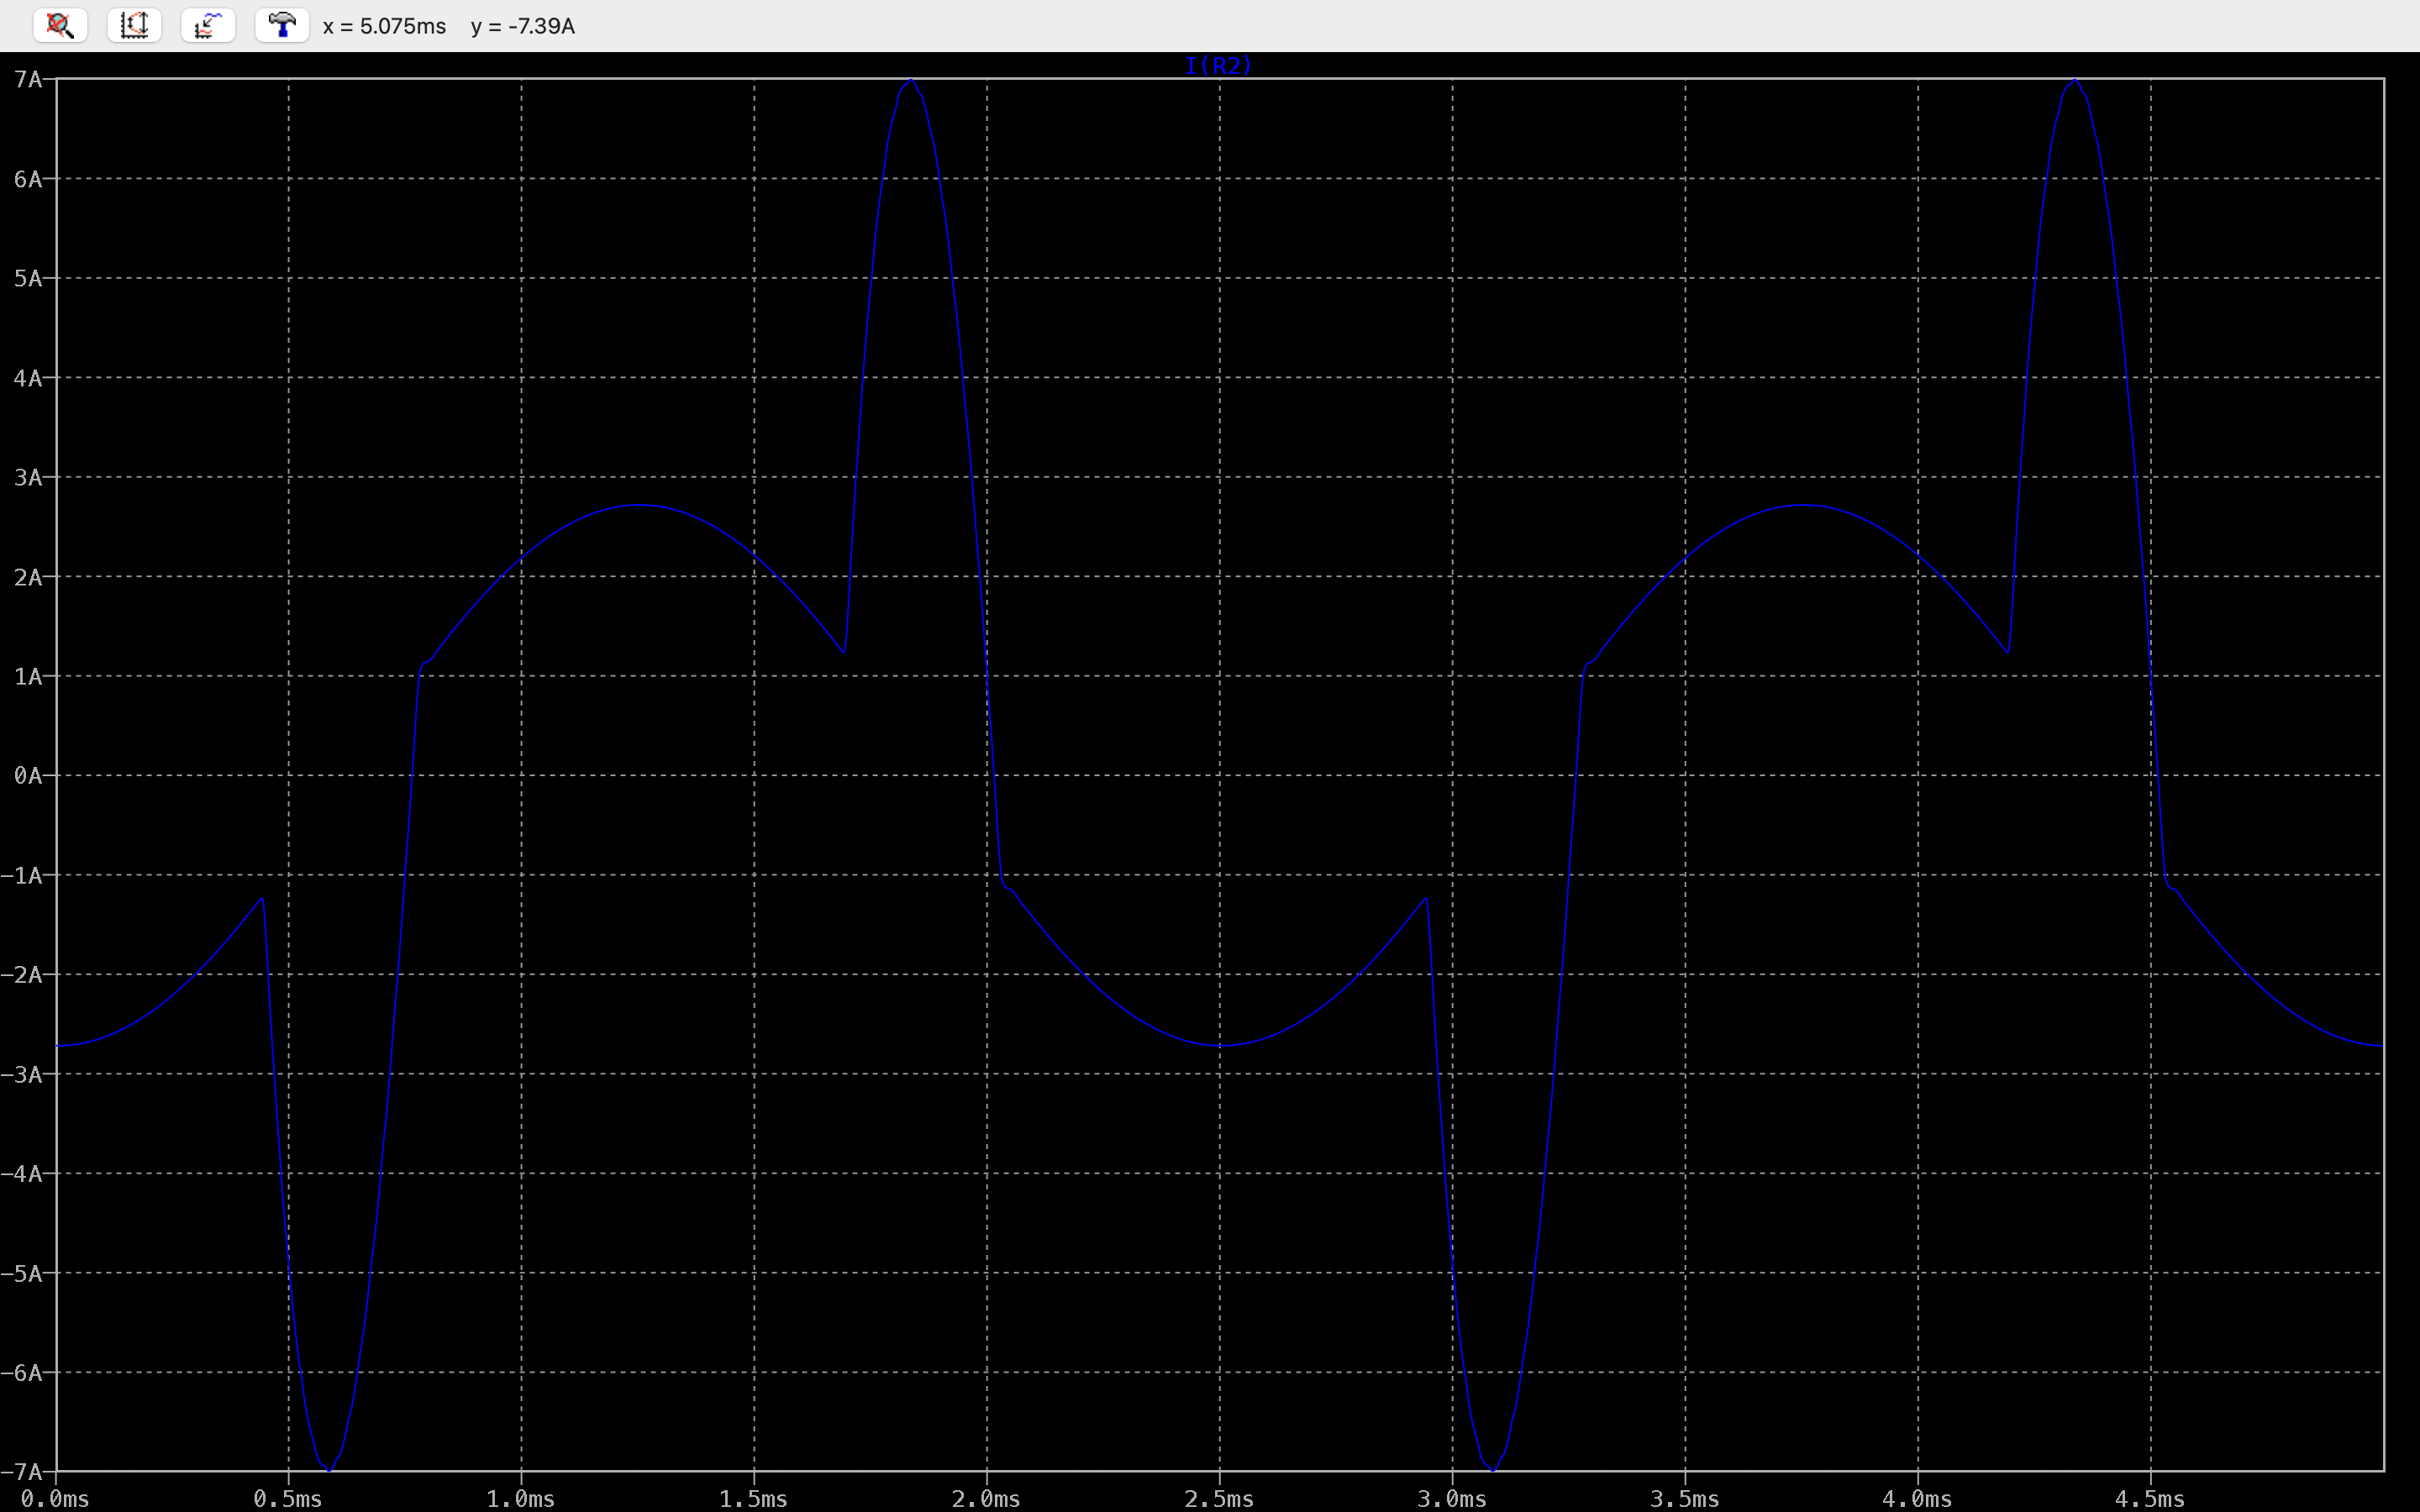 x = 5.075ms y = -7.39A
I(R2)
7A
6A
5A
4A
3A
2A
1A
0A
-1A
-2A
-3A
-4A
-5A
-6A
-7A
0.0ms 0.5ms 1.0ms 1.5ms 2.0ms 2.5ms 3.0ms 3.5ms 4.0ms 4.5ms